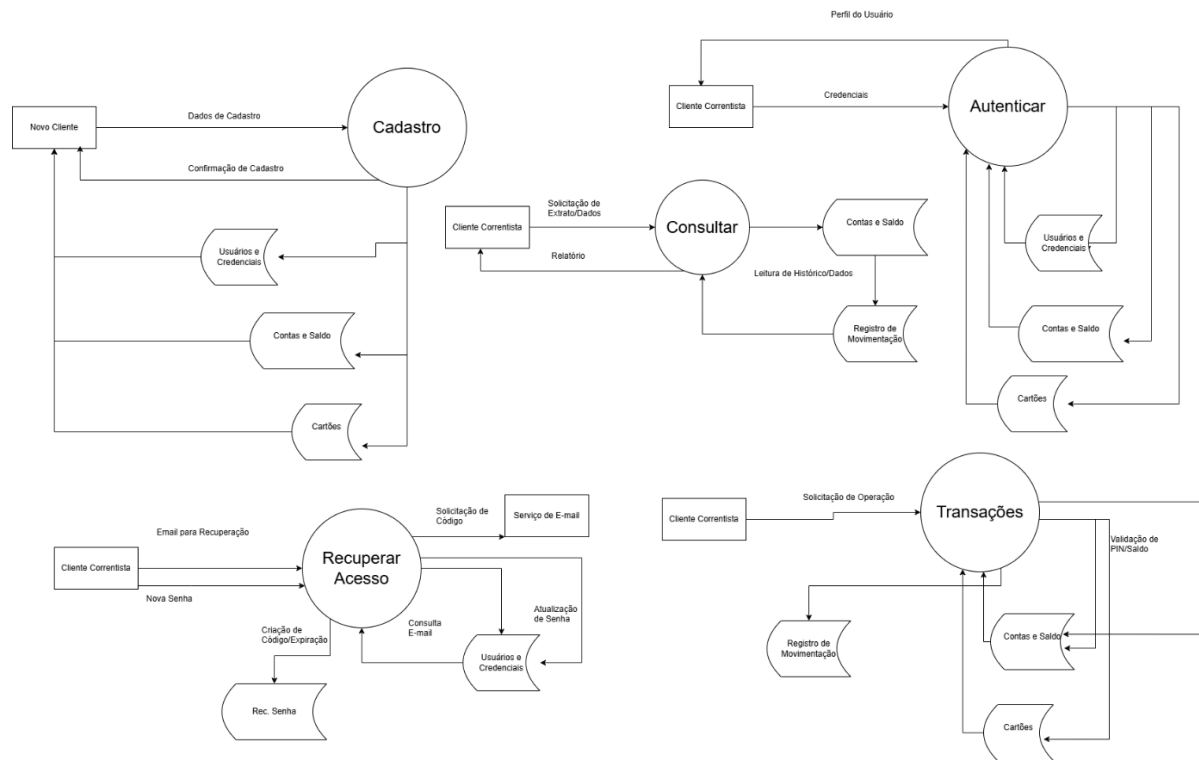 Perfil do Usuário
Novo Cliente
Dados de Cadastro
Cadastro
Confirmação de Cadastro
Usuários e
Credenciais
Contas e Saldo
Cartões
Cliente Correntista
Credenciais
Autenticar
Usuários e
Credenciais
Contas e Saldo
Cartões
Cliente Correntista
Solicitação de
Extrato/Dados
Consultar
Relatório
Contas e Saldo
Leitura de Histórico/Dados
Registro de
Movimentação
Cliente Correntista
Email para Recuperação
Nova Senha
Recuperar
Acesso
Solicitação de
Código
Serviço de E-mail
Criação de
Código/Expiração
Consulta
E-mail
Atualização
de Senha
Usuários e
Credenciais
Rec. Senha
Cliente Correntista
Solicitação de Operação
Transações
Validação de
PIN/Saldo
Registro de
Movimentação
Contas e Saldo
Cartões